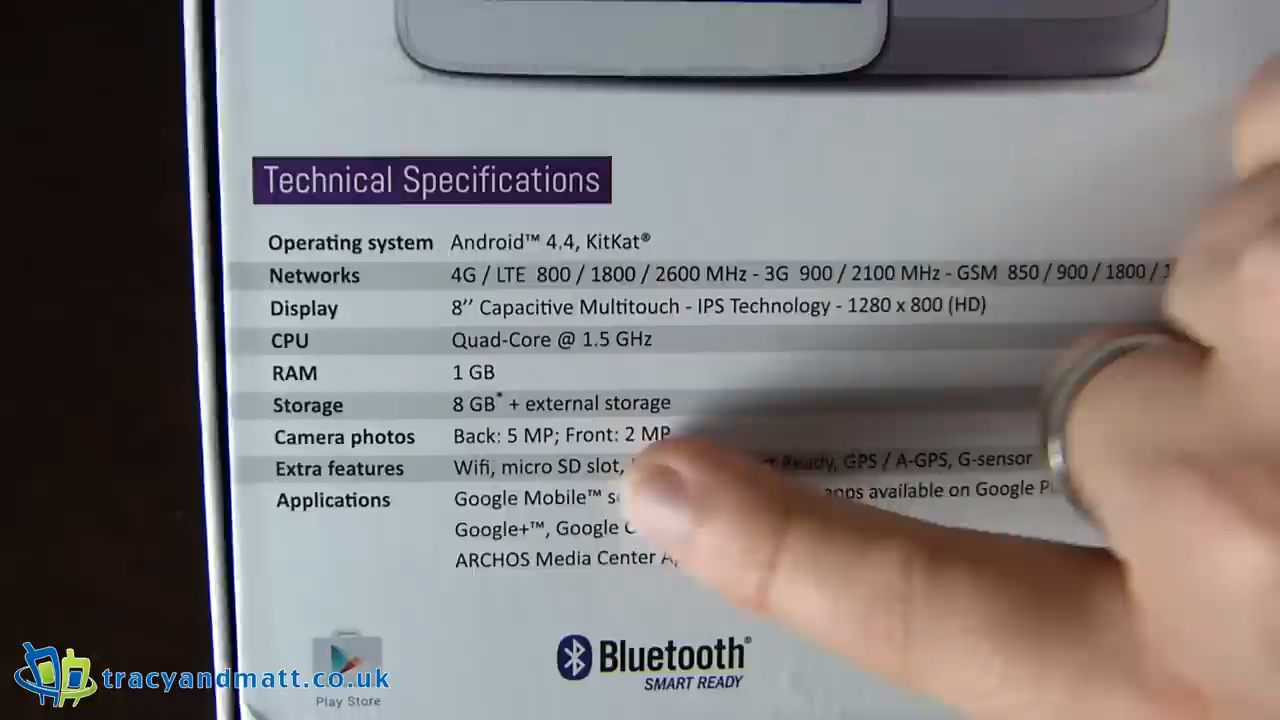 Technical Specifications
Operating system Android™ 4.4, KitKat®
Networks 4G / LTE 800 / 1800 / 2600 MHz - 3G 900 / 2100 MHz - GSM 850 / 900 / 1800 /
Display 8’’ Capacitive Multitouch - IPS Technology - 1280 x 800 (HD)
CPU Quad-Core @ 1.5 GHz
RAM 1 GB
Storage 8 GB* + external storage
Camera photos Back: 5 MP; Front: 2 MP
Extra features Wifi, micro SD slot, Ready, GPS / A-GPS, G-sensor
Applications Google Mobile™ apps available on Google
Google+™, Google
ARCHOS Media Center
Bluetooth®
SMART READY
Play Store
tracyandmatt.co.uk